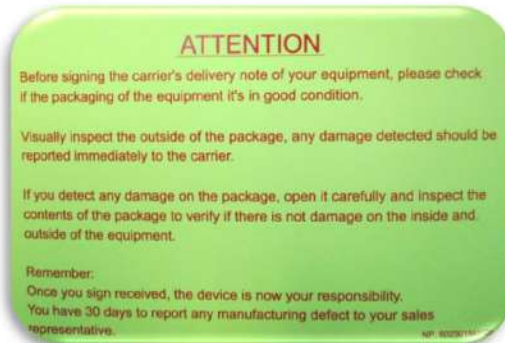 ATTENTION
Before signing the carrier's delivery note of your equipment, please check
if the packaging of the equipment it's in good condition.
Visually inspect the outside of the package, any damage detected should be
reported immediately to the carrier.
If you detect any damage on the package, open it carefully and inspect the
contents of the package to verify if there is not damage on the inside and
outside of the equipment.
Remember:
Once you sign received, the device is now your responsibility.
You have 30 days to report any manufacturing defect to your sales
representative.
NP.